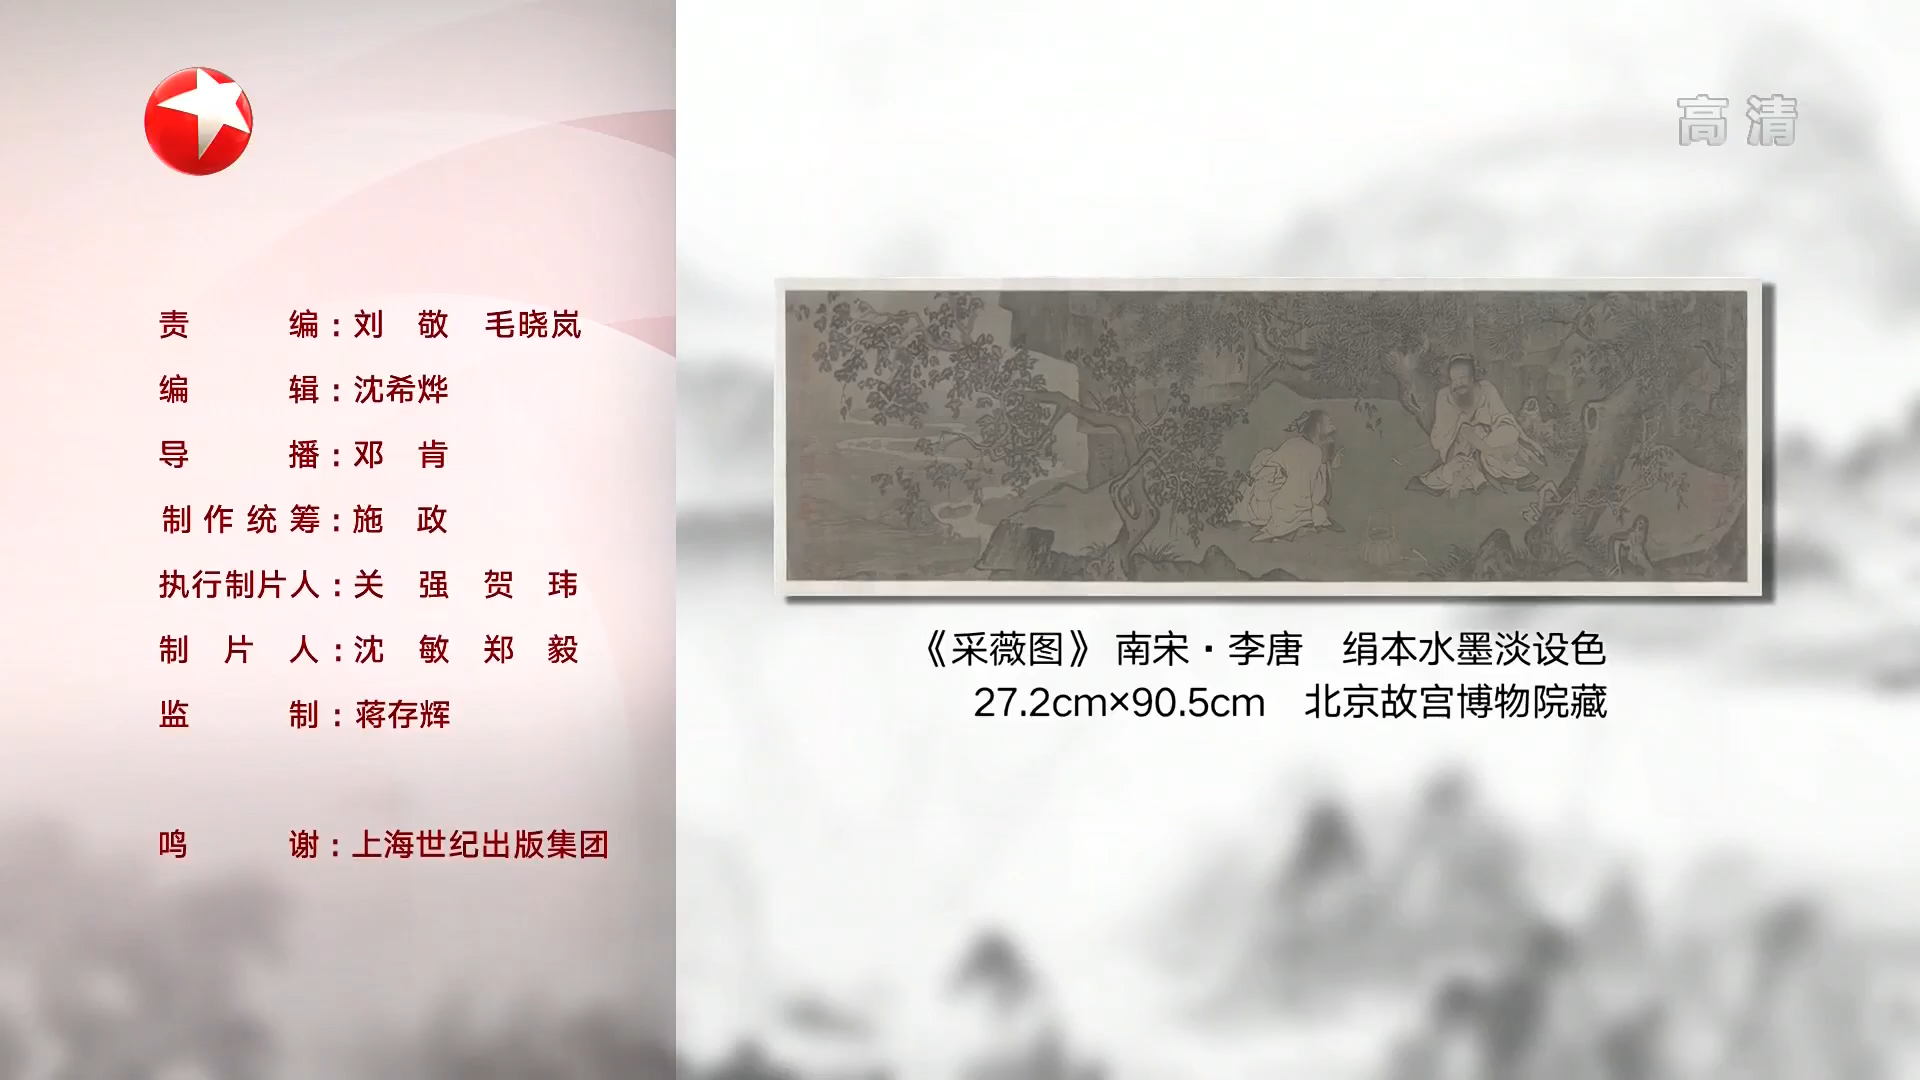 高清
责编：刘敬 毛晓岚
编辑：沈希烨
导播：邓肯
制作统筹：施政
执行制片人：关强 贺玮
制片人：沈敏 郑毅
监制：蒋存辉
鸣谢：上海世纪出版集团
《采薇图》 南宋·李唐 绢本水墨淡设色
27.2cm×90.5cm 北京故宫博物院藏